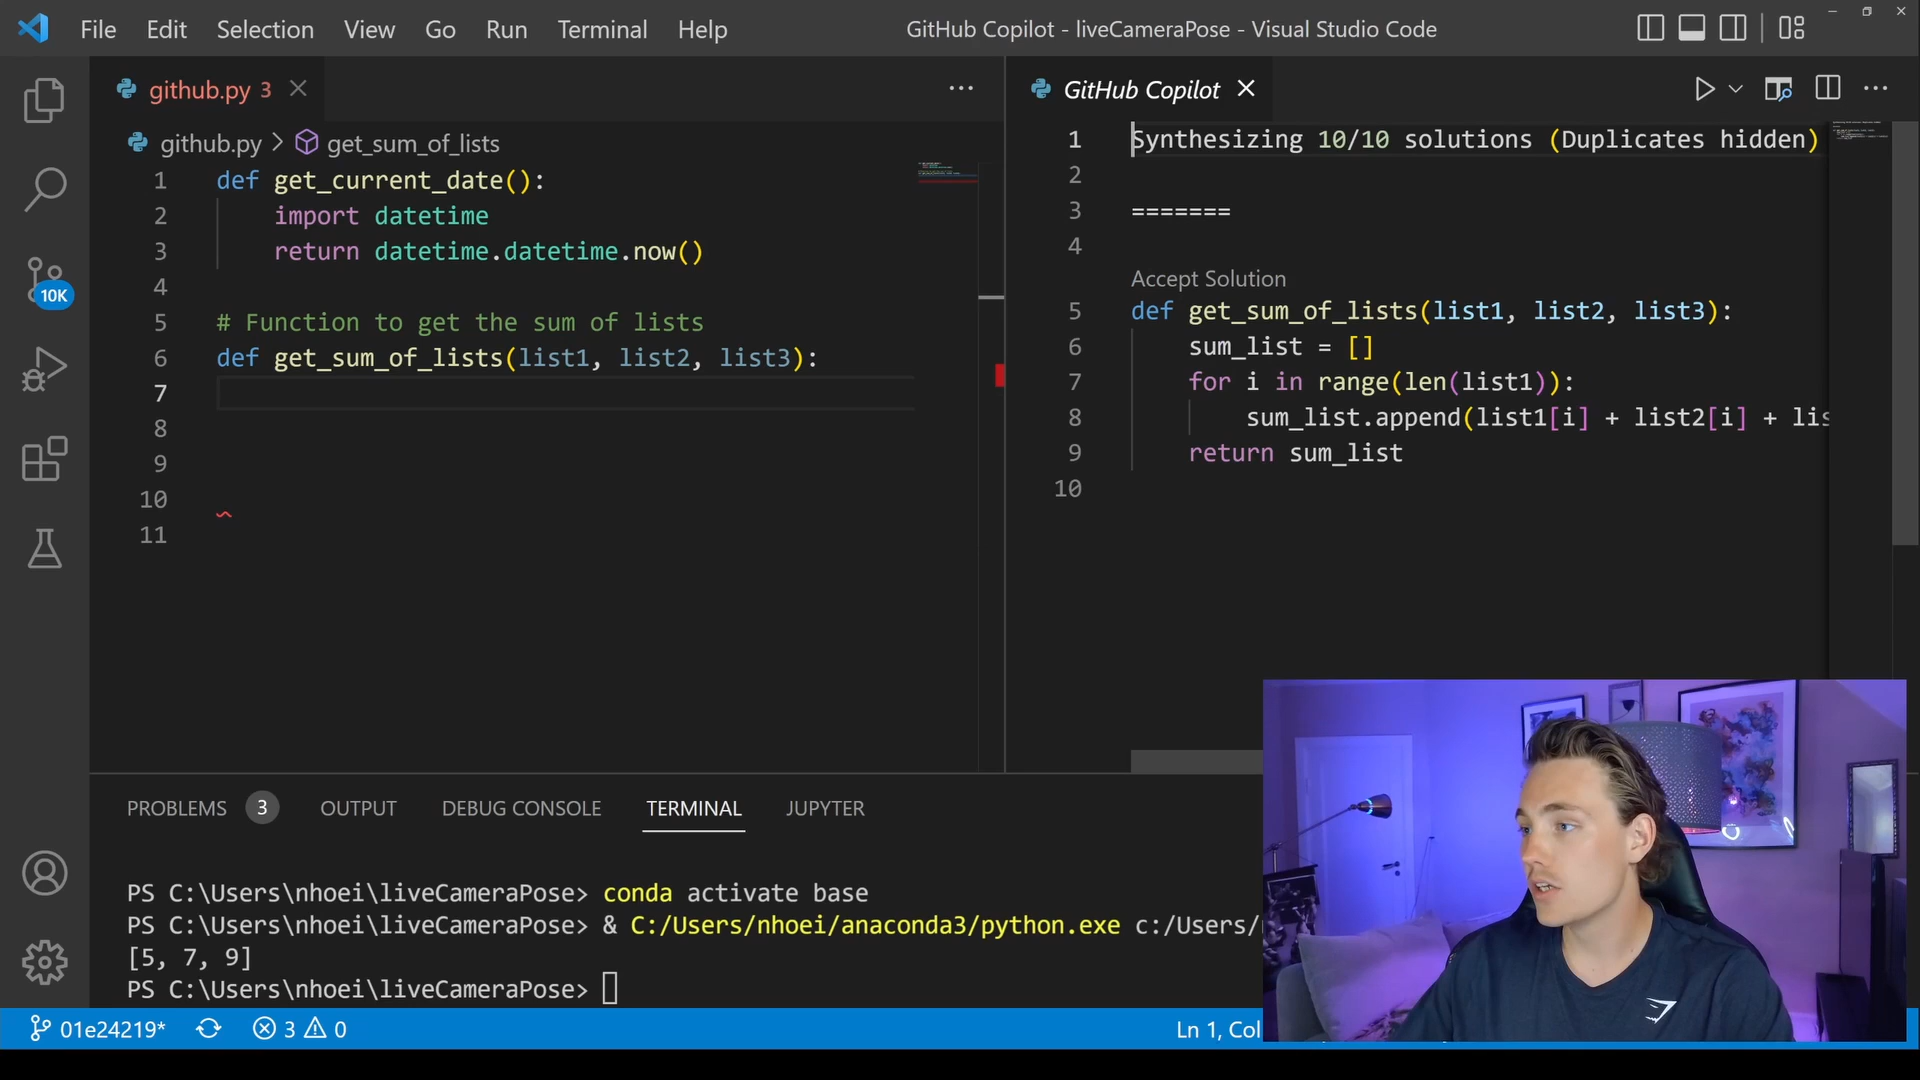 File Edit Selection View Go Run Terminal Help
GitHub Copilot - liveCameraPose - Visual Studio Code
github.py 3
github.py > get_sum_of_lists
1 def get_current_date():
2 import datetime
3 return datetime.datetime.now()
4
5 # Function to get the sum of lists
6 def get_sum_of_lists(list1, list2, list3):
7
8
9
10
11
GitHub Copilot
1 Synthesizing 10/10 solutions (Duplicates hidden)
2
3 =======
4
Accept Solution
5 def get_sum_of_lists(list1, list2, list3):
6 sum_list = []
7 for i in range(len(list1)):
8 sum_list.append(list1[i] + list2[i] + lis
9 return sum_list
10
10K
PROBLEMS 3 OUTPUT DEBUG CONSOLE TERMINAL JUPYTER
PS C:\Users\nhoei\liveCameraPose> conda activate base
PS C:\Users\nhoei\liveCameraPose> & C:/Users/nhoei/anaconda3/python.exe c:/Users/
[5, 7, 9]
PS C:\Users\nhoei\liveCameraPose>
01e24219* 3 0
Ln 1, Col